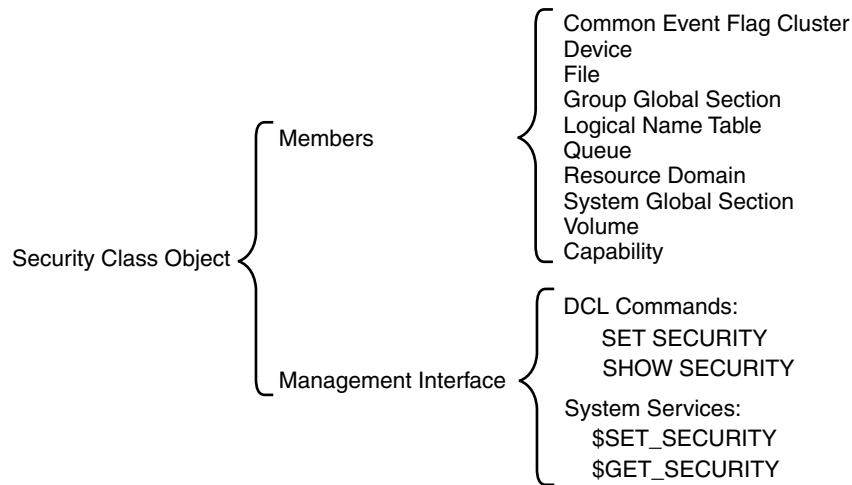 Security Class Object
Members
Common Event Flag Cluster
Device
File
Group Global Section
Logical Name Table
Queue
Resource Domain
System Global Section
Volume
Capability
Management Interface
DCL Commands:
SET SECURITY
SHOW SECURITY
System Services:
$SET_SECURITY
$GET_SECURITY